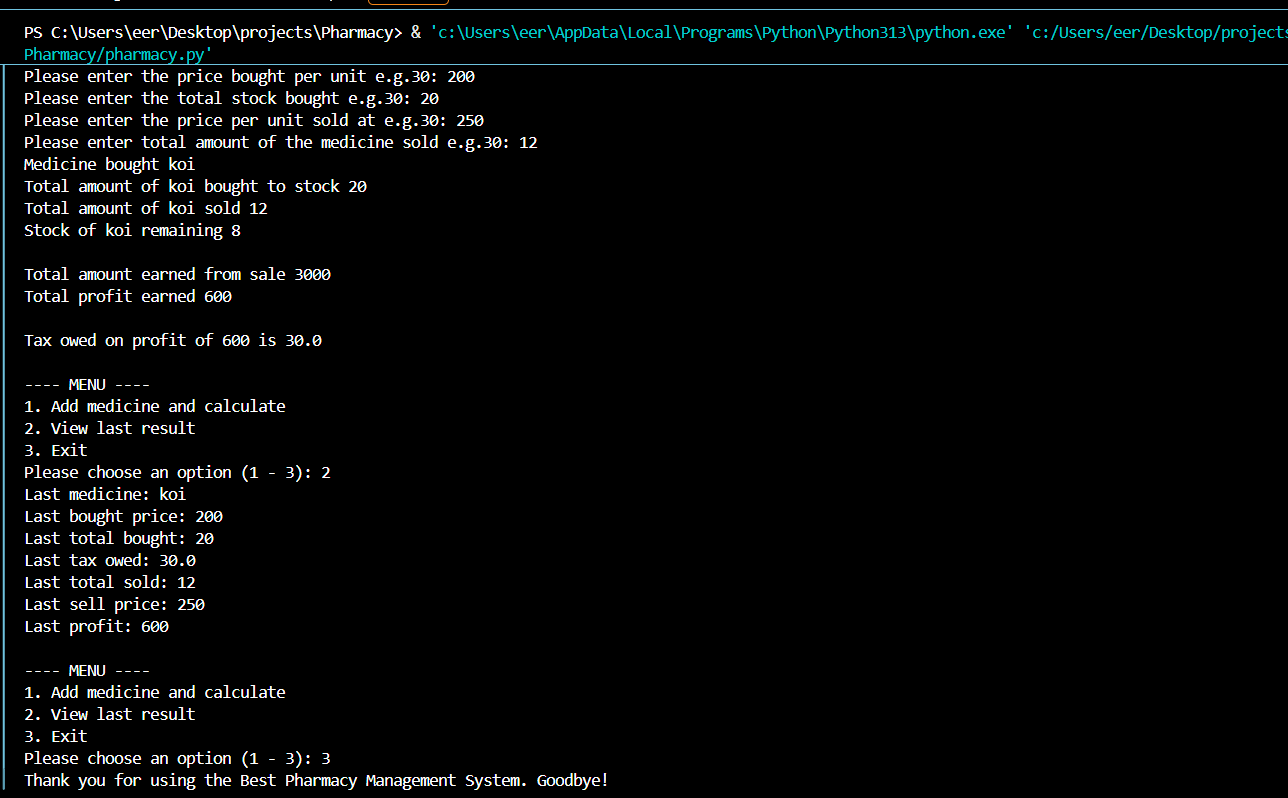 PS C:\Users\eer\Desktop\projects\Pharmacy> & 'c:\Users\eer\AppData\Local\Programs\Python\Python313\python.exe' 'c:/Users/eer/Desktop/projects
Pharmacy/pharmacy.py'
Please enter the price bought per unit e.g.30: 200
Please enter the total stock bought e.g.30: 20
Please enter the price per unit sold at e.g.30: 250
Please enter total amount of the medicine sold e.g.30: 12
Medicine bought koi
Total amount of koi bought to stock 20
Total amount of koi sold 12
Stock of koi remaining 8

Total amount earned from sale 3000
Total profit earned 600

Tax owed on profit of 600 is 30.0

---- MENU ----
1. Add medicine and calculate
2. View last result
3. Exit
Please choose an option (1 - 3): 2
Last medicine: koi
Last bought price: 200
Last total bought: 20
Last tax owed: 30.0
Last total sold: 12
Last sell price: 250
Last profit: 600

---- MENU ----
1. Add medicine and calculate
2. View last result
3. Exit
Please choose an option (1 - 3): 3
Thank you for using the Best Pharmacy Management System. Goodbye!